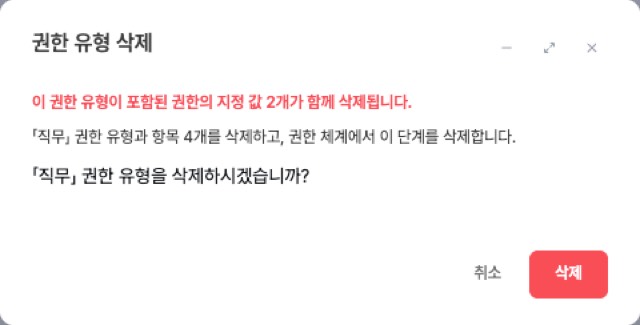 권한 유형 삭제
이 권한 유형이 포함된 권한의 지정 값 2개가 함께 삭제됩니다.
「직무」 권한 유형과 항목 4개를 삭제하고, 권한 체계에서 이 단계를 삭제합니다.
「직무」 권한 유형을 삭제하시겠습니까?
취소
삭제